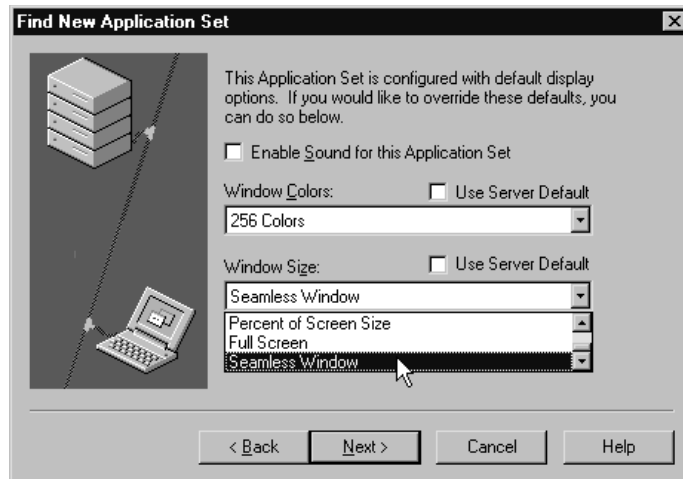 Find New Application Set
This Application Set is configured with default display
options. If you would like to override these defaults, you
can do so below.
Enable Sound for this Application Set
Window Colors:
Use Server Default
256 Colors
Window Size:
Use Server Default
Seamless Window
Percent of Screen Size
Full Screen
Seamless Window
< Back
Next >
Cancel
Help